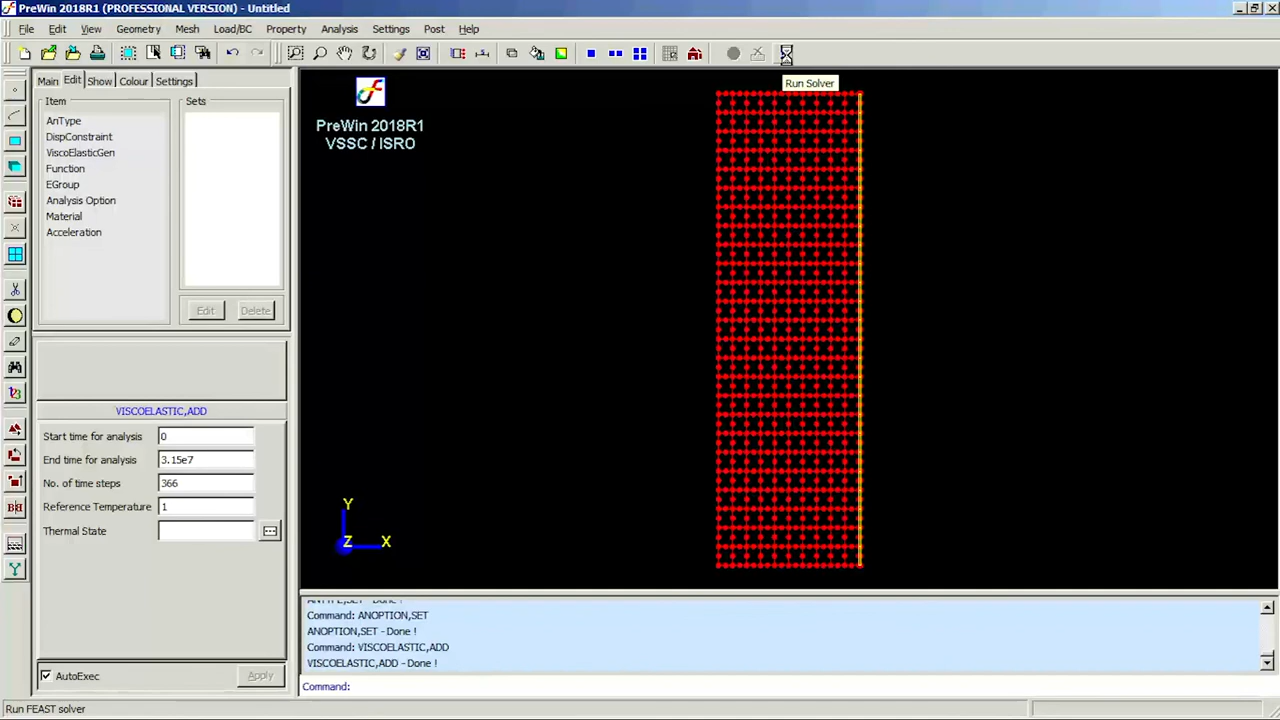 PreWin 2018R1 (PROFESSIONAL VERSION) - Untitled
File Edit View Geometry Mesh Load/BC Property Analysis Settings Post Help
Run Solver
Main Edit Show Colour Settings
Item Sets
AnType
DispConstraint
ViscoElasticGen
Function
EGroup
Analysis Option
Material
Acceleration
Edit Delete
PreWin 2018R1
VSSC / ISRO
VISCOELASTIC,ADD
Start time for analysis 0
End time for analysis 3.15e7
No. of time steps 366
Reference Temperature 1
Thermal State
AutoExec Apply
Y
Z X
ANTYPE,SET - Done !
Command: ANOPTION,SET
ANOPTION,SET - Done !
Command: VISCOELASTIC,ADD
VISCOELASTIC,ADD - Done !
Command:
Run FEAST solver